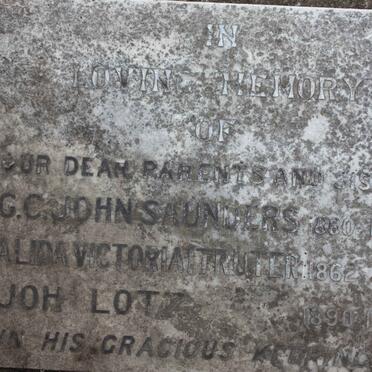 IN
LOVING MEMORY
OF
OUR DEAR PARENTS AND
G.C. JOHN SAUNDERS
ALIDA VICTORIA TRUTER 1862
JOH LOTZ 1890
IN HIS GRACIOUS KEEPING